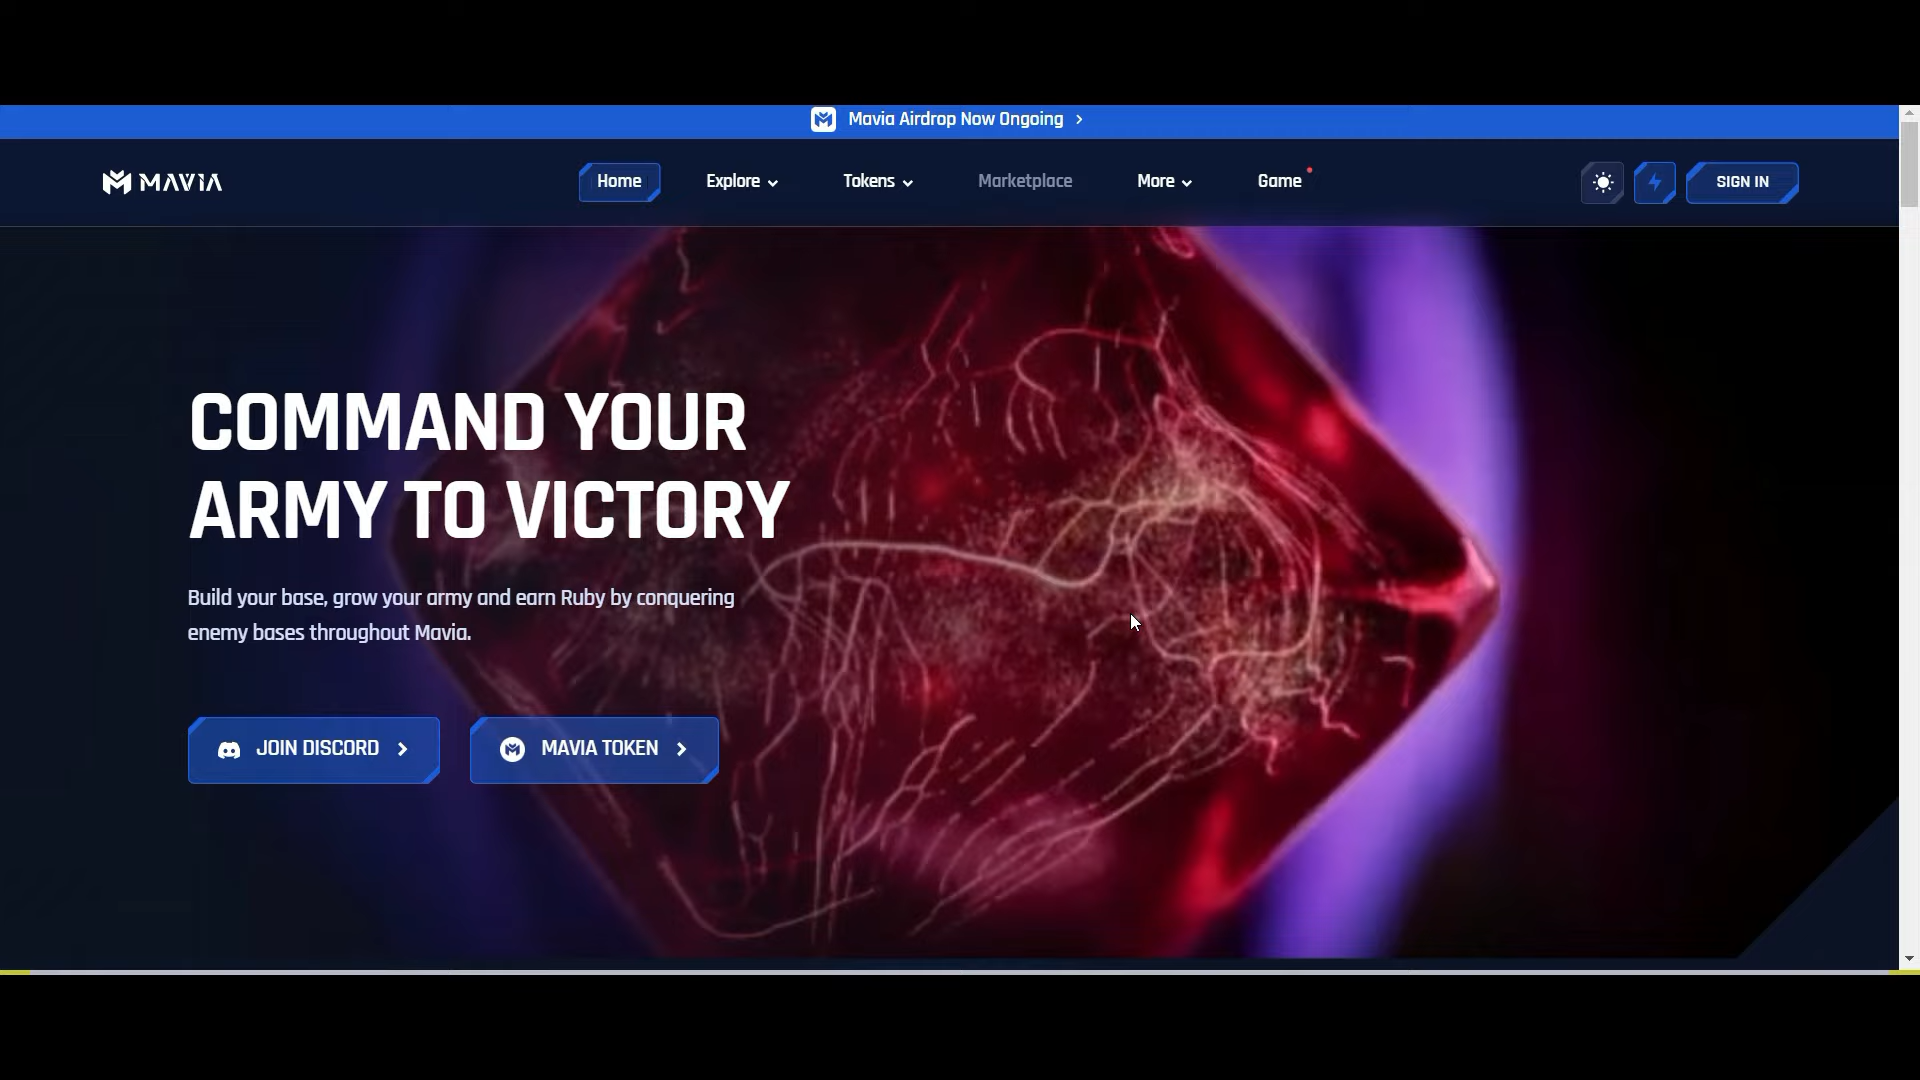 Mavia Airdrop Now Ongoing
MAVIA
Home
Explore
Tokens
Marketplace
More
Game
SIGN IN
COMMAND YOUR
ARMY TO VICTORY
Build your base, grow your army and earn Ruby by conquering
enemy bases throughout Mavia.
JOIN DISCORD
MAVIA TOKEN